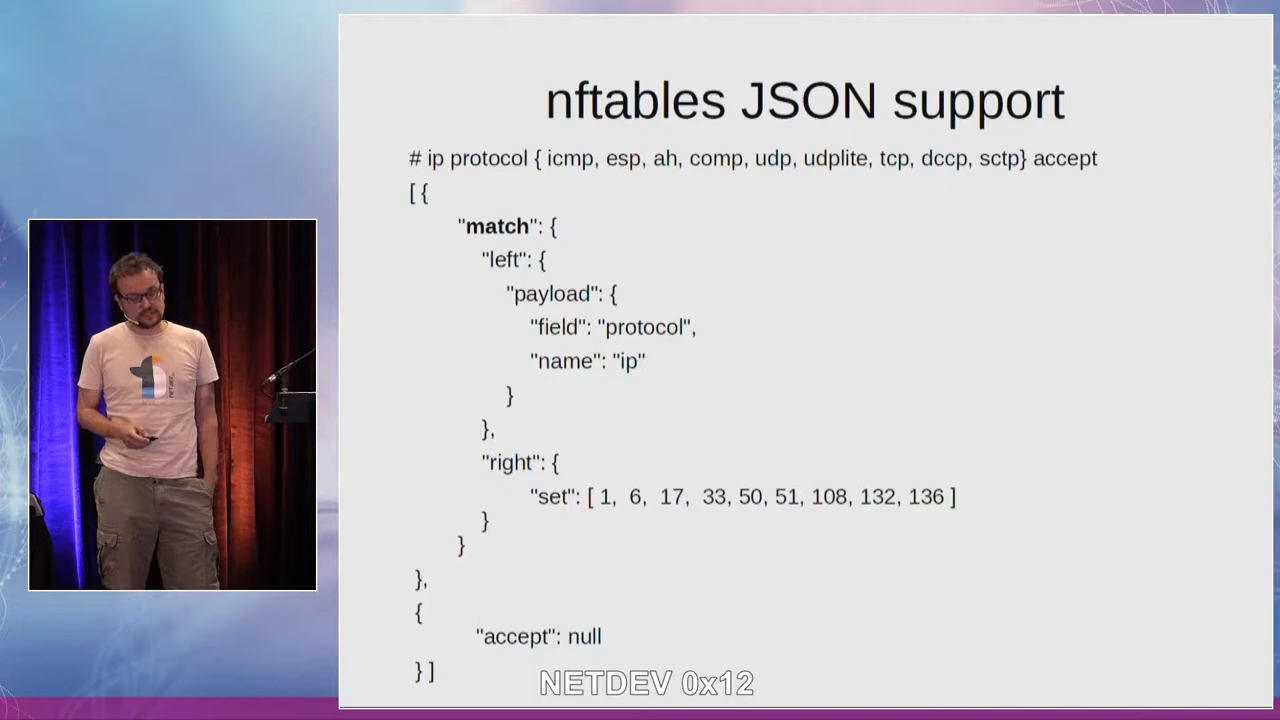 nftables JSON support
# ip protocol { icmp, esp, ah, comp, udp, udplite, tcp, dccp, sctp} accept
[ {
"match": {
"left": {
"payload": {
"field": "protocol",
"name": "ip"
}
},
"right": {
"set": [ 1, 6, 17, 33, 50, 51, 108, 132, 136 ]
}
}
},
{
"accept": null
} ]
NETDEV 0x12